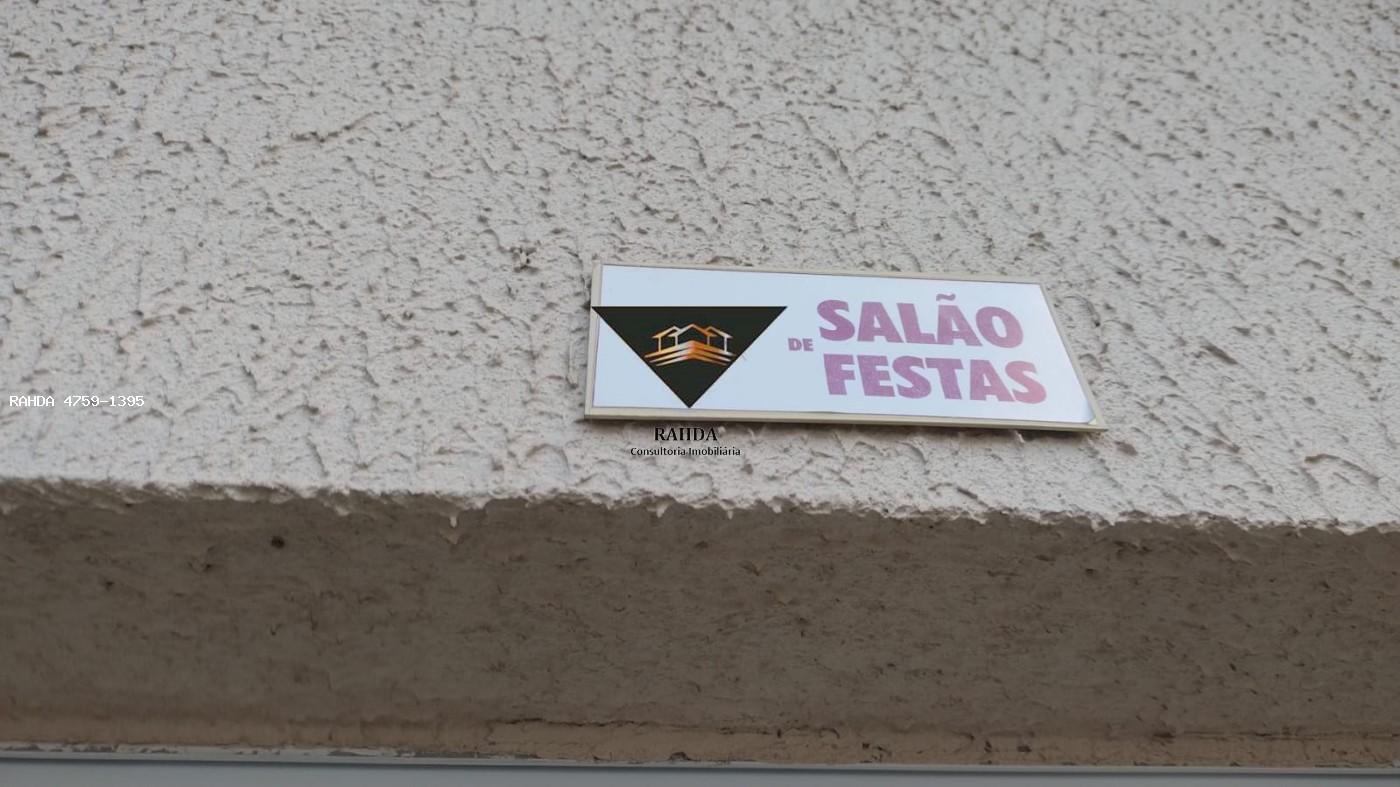 SALÃO
DE
FESTAS
RAHDA 4759-1395
RAHDA
Consultoria Imobiliária